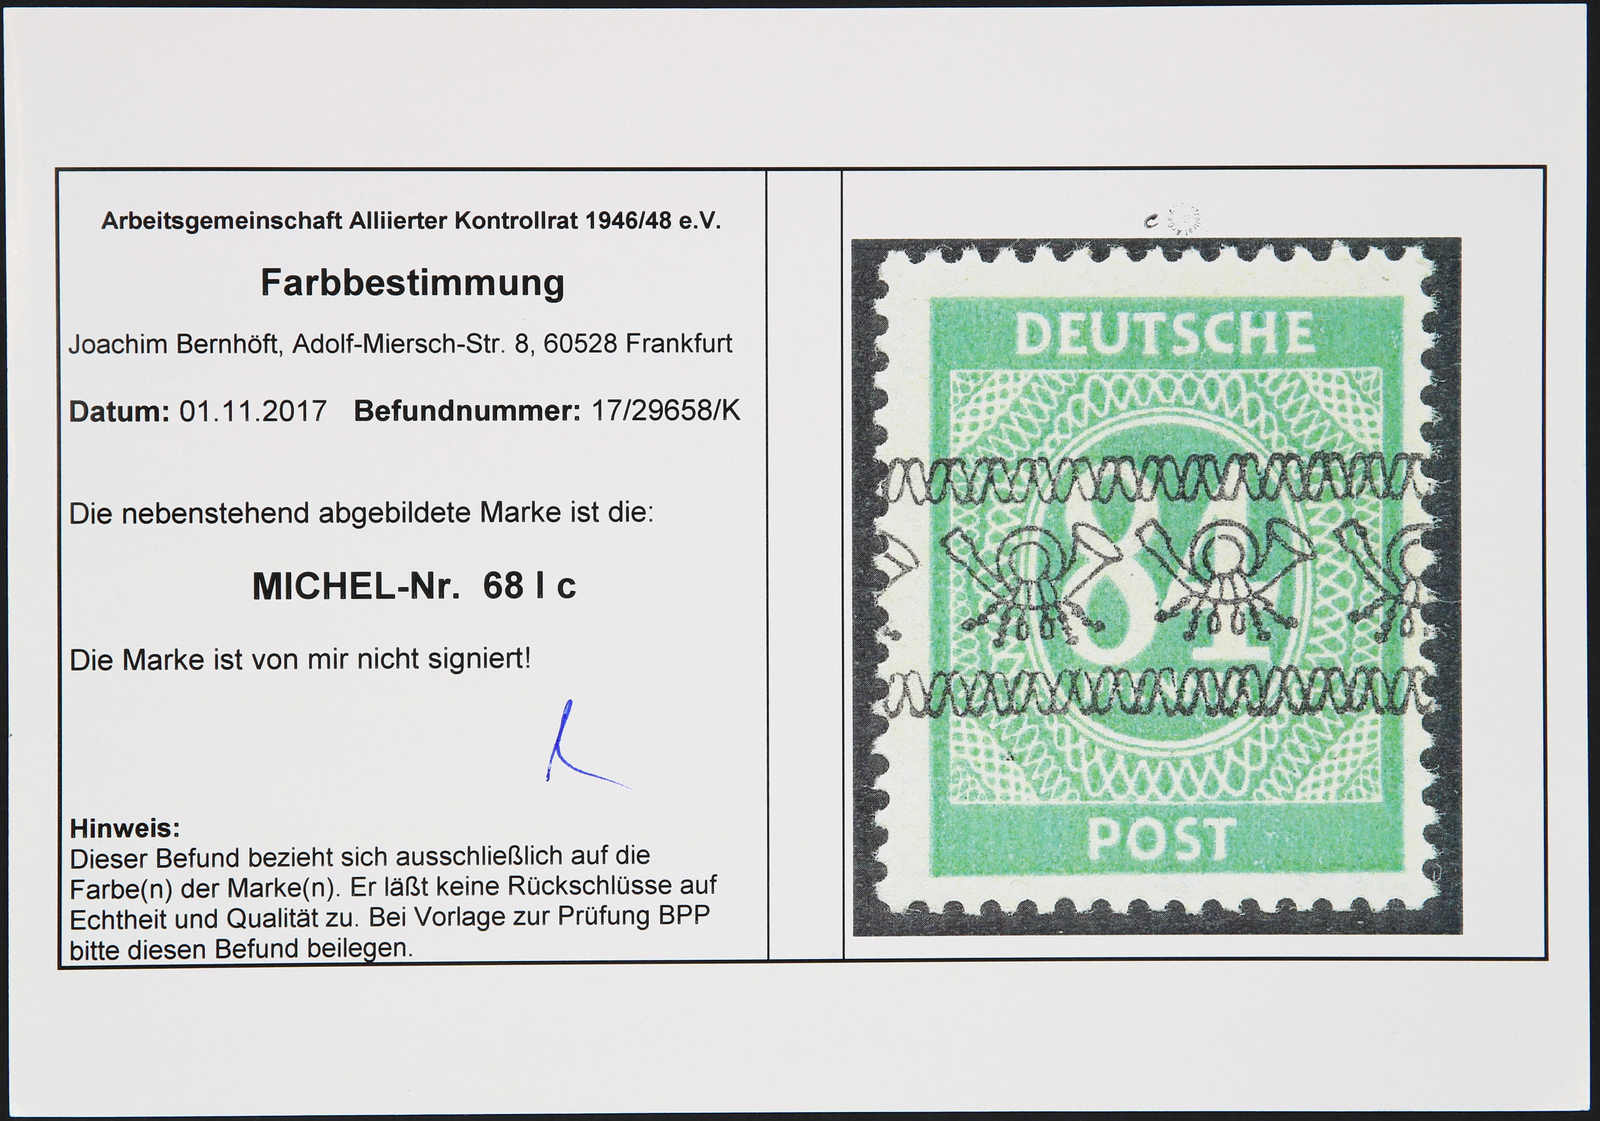 Arbeitsgemeinschaft Alliierter Kontrollrat 1946/48 e.V.
Farbbestimmung
Joachim Bernhöft, Adolf-Miersch-Str. 8, 60528 Frankfurt
Datum: 01.11.2017 Befundnummer: 17/29658/K
Die nebenstehend abgebildete Marke ist die:
MICHEL-Nr. 68 I c
Die Marke ist von mir nicht signiert!
Hinweis:
Dieser Befund bezieht sich ausschließlich auf die
Farbe(n) der Marke(n). Er läßt keine Rückschlüsse auf
Echtheit und Qualität zu. Bei Vorlage zur Prüfung BPP
bitte diesen Befund beilegen.
c
DEUTSCHE
84
POST